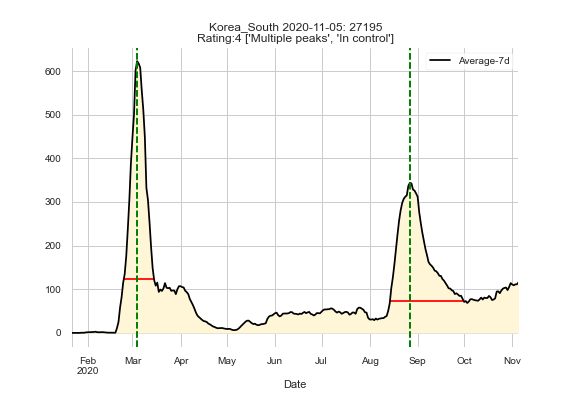 Korea_South 2020-11-05: 27195
Rating:4 ['Multiple peaks', 'In control']
Average-7d
600
500
400
300
200
100
0
Feb Mar Apr May Jun Jul Aug Sep Oct Nov
2020
Date